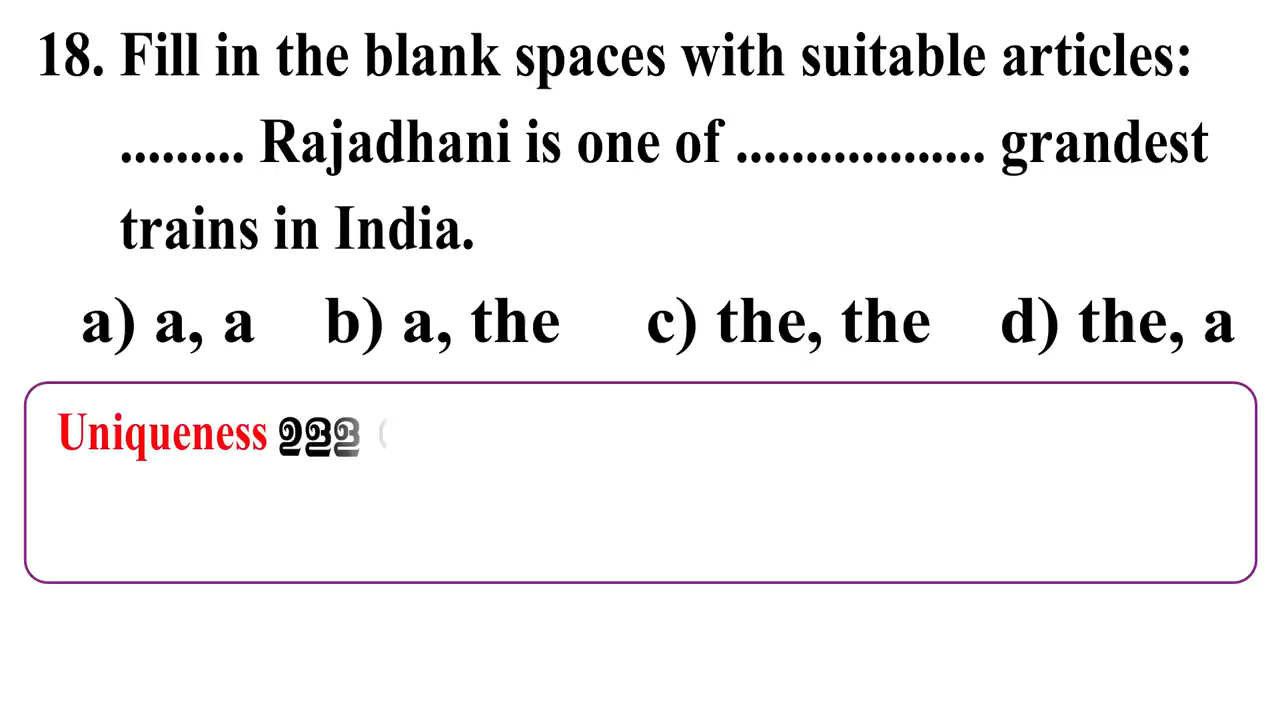 18. Fill in the blank spaces with suitable articles:
......... Rajadhani is one of .................. grandest
trains in India.
a) a, a b) a, the c) the, the d) the, a
Uniqueness ഉള്ള